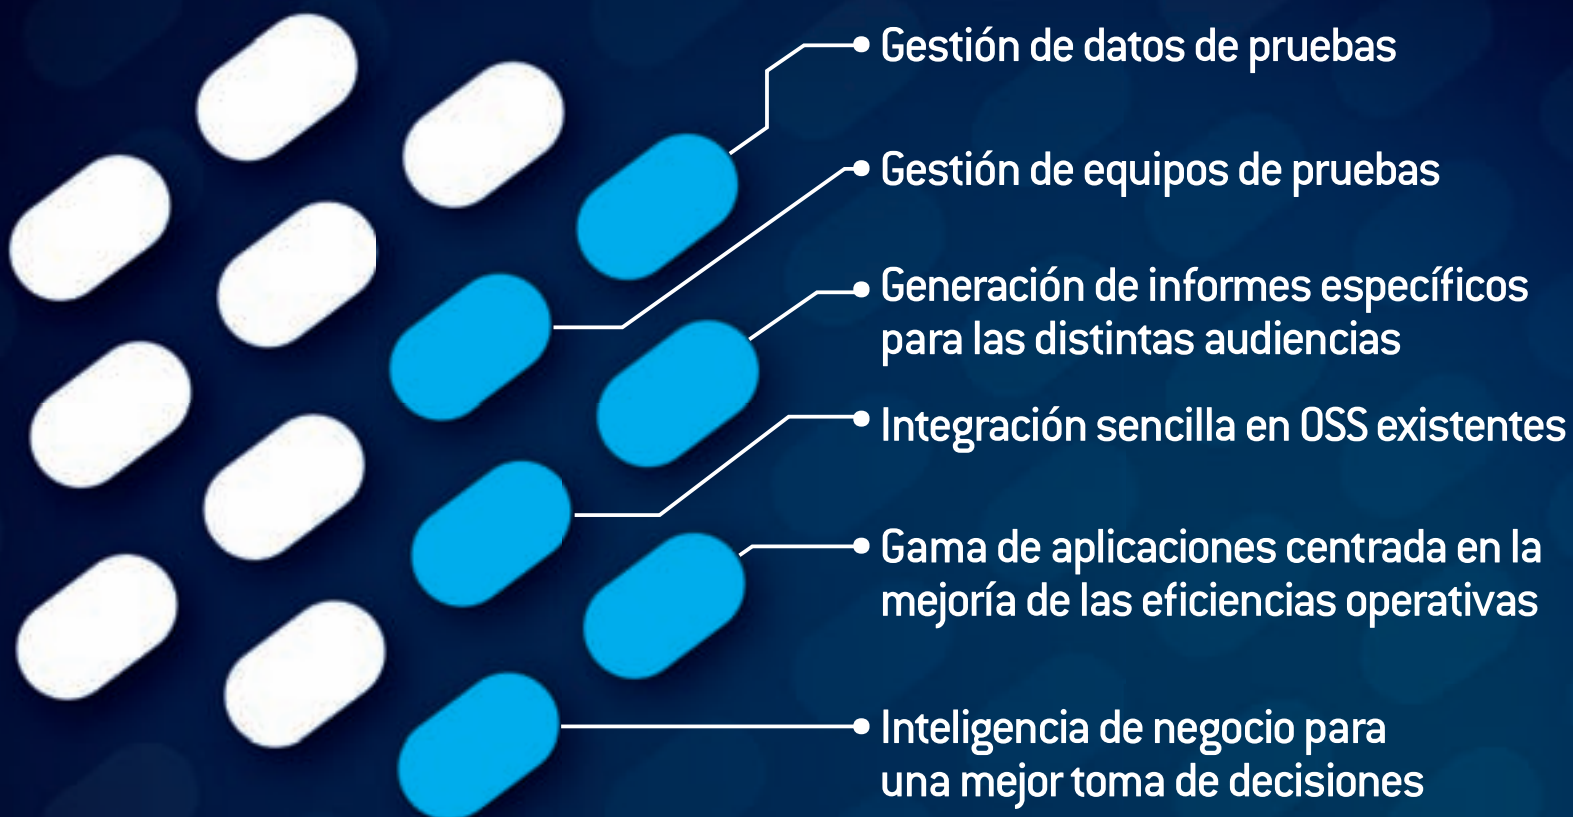 Gestión de datos de pruebas
Gestión de equipos de pruebas
Generación de informes específicos
para las distintas audiencias
Integración sencilla en OSS existentes
Gama de aplicaciones centrada en la
mejoría de las eficiencias operativas
Inteligencia de negocio para
una mejor toma de decisiones